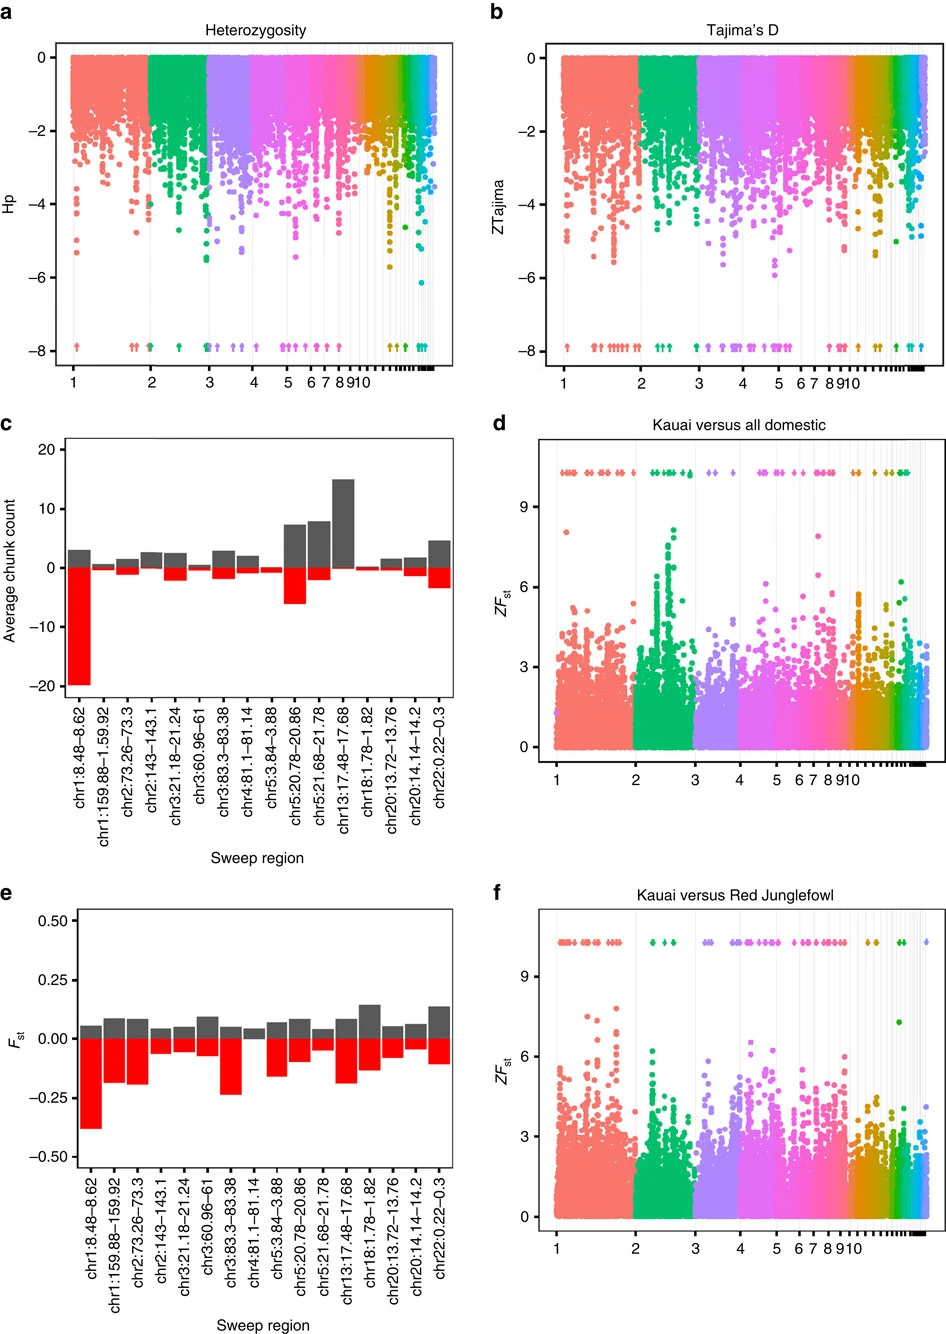 a
Heterozygosity
0
−2
−4
−6
−8
Hp
1 2 3 4 5 6 7 8 910
b
Tajima's D
0
−2
−4
−6
−8
ZTajima
1 2 3 4 5 6 7 8 910
c
20
10
0
−10
−20
Average chunk count
chr1:8.48–8.62
chr1:159.88–1.59.92
chr2:73.26–73.3
chr2:143–143.1
chr3:21.18–21.24
chr3:60.96–61
chr3:83.3–83.38
chr4:81.1–81.14
chr5:3.84–3.88
chr5:20.78–20.86
chr5:21.68–21.78
chr13:17.48–17.68
chr18:1.78–1.82
chr20:13.72–13.76
chr20:14.14–14.2
chr22:0.22–0.3
Sweep region
d
Kauai versus all domestic
9
6
3
0
ZFst
1 2 3 4 5 6 7 8 910
e
0.50
0.25
0.00
−0.25
−0.50
Fst
chr1:8.48–8.62
chr1:159.88–159.92
chr2:73.26–73.3
chr2:143–143.1
chr3:21.18–21.24
chr3:60.96–61
chr3:83.3–83.38
chr4:81.1–81.14
chr5:3.84–3.88
chr5:20.78–20.86
chr5:21.68–21.78
chr13:17.48–17.68
chr18:1.78–1.82
chr20:13.72–13.76
chr20:14.14–14.2
chr22:0.22–0.3
Sweep region
f
Kauai versus Red Junglefowl
9
6
3
0
ZFst
1 2 3 4 5 6 7 8 910